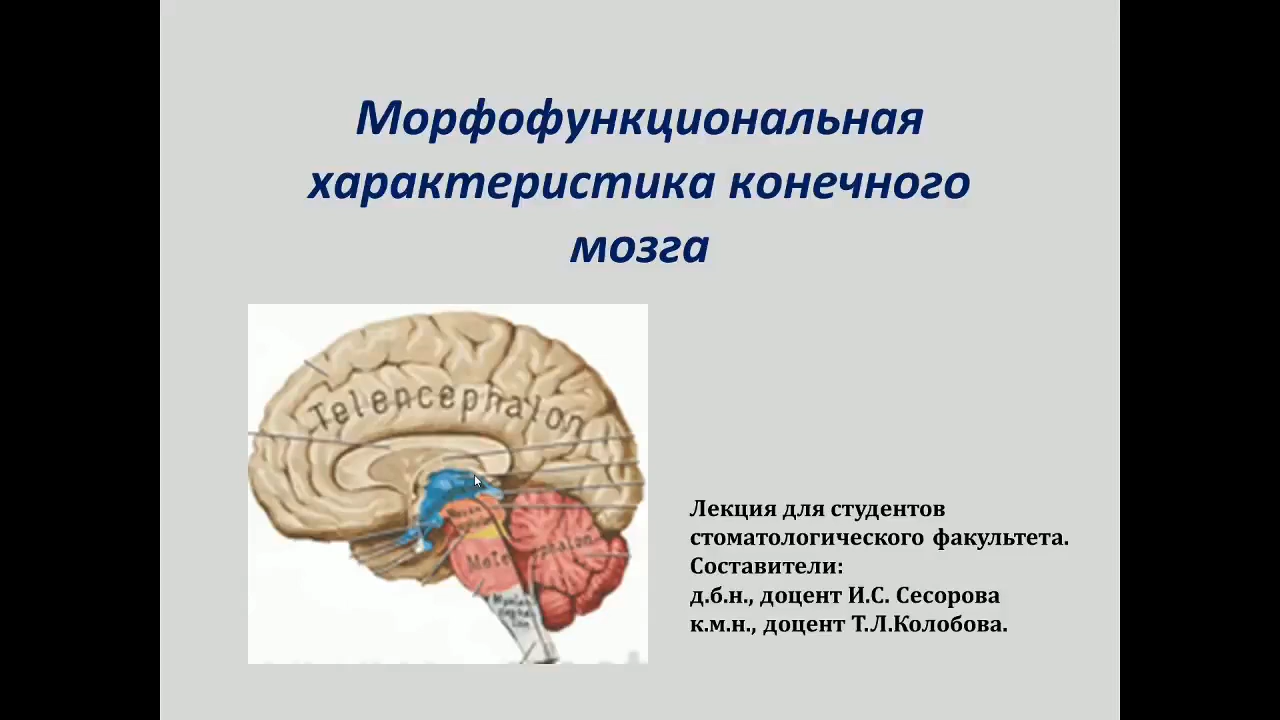 Морфофункциональная
характеристика конечного
мозга
Telencephalon
Лекция для студентов
стоматологического факультета.
Составители:
д.б.н., доцент И.С. Сесорова
к.м.н., доцент Т.Л.Колобова.